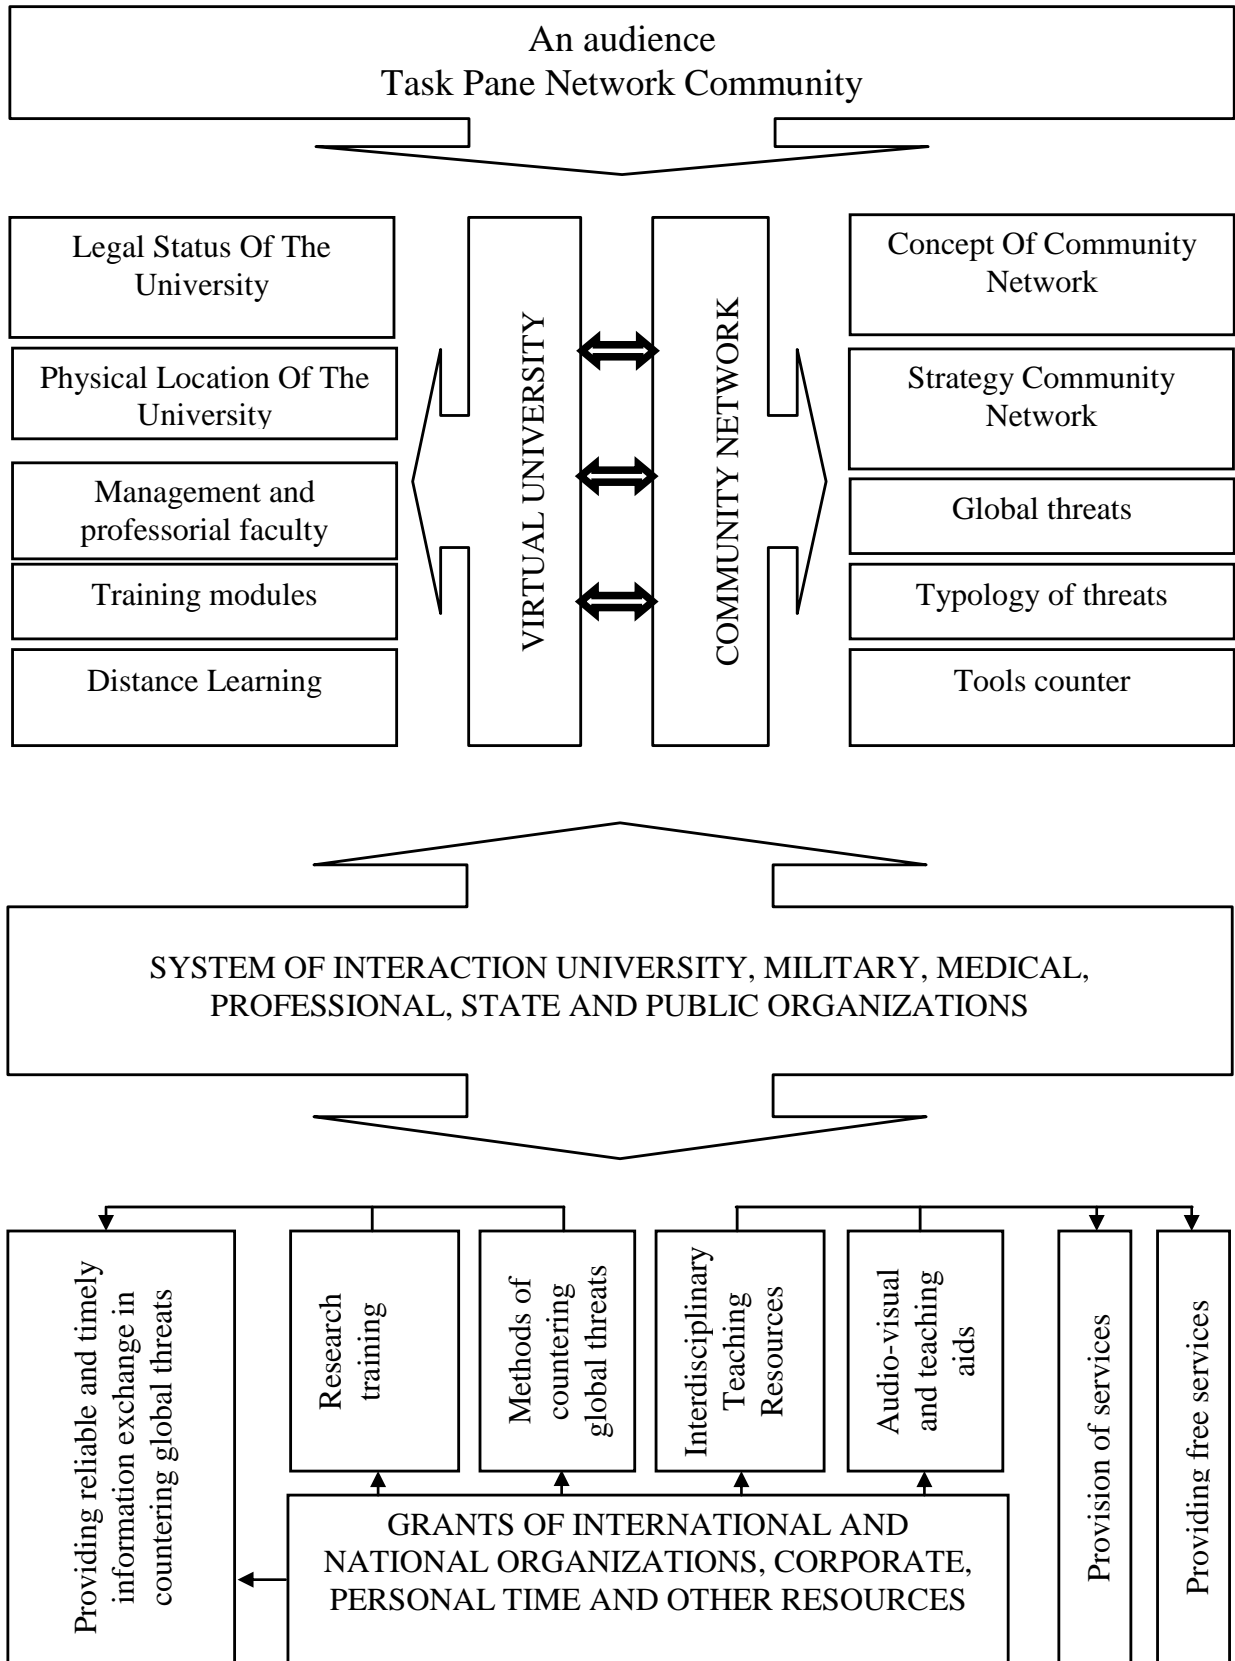 An audience
Task Pane Network Community
Legal Status Of The
University
Physical Location Of The
University
Management and
professorial faculty
Training modules
Distance Learning
VIRTUAL UNIVERSITY
COMMUNITY NETWORK
Concept Of Community
Network
Strategy Community
Network
Global threats
Typology of threats
Tools counter
SYSTEM OF INTERACTION UNIVERSITY, MILITARY, MEDICAL,
PROFESSIONAL, STATE AND PUBLIC ORGANIZATIONS
Providing reliable and timely
information exchange in
countering global threats
Research
training
Methods of
countering
global threats
Interdisciplinary
Teaching
Resources
Audio-visual
and teaching
aids
Provision of services
Providing free services
GRANTS OF INTERNATIONAL AND
NATIONAL ORGANIZATIONS, CORPORATE,
PERSONAL TIME AND OTHER RESOURCES